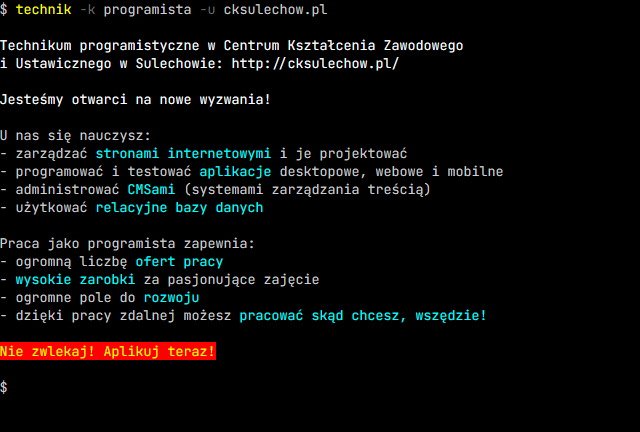 $ technik -k programista -u cksulechow.pl
Technikum programistyczne w Centrum Kształcenia Zawodowego
i Ustawicznego w Sulechowie: http://cksulechow.pl/
Jesteśmy otwarci na nowe wyzwania!
U nas się nauczysz:
- zarządzać stronami internetowymi i je projektować
- programować i testować aplikacje desktopowe, webowe i mobilne
- administrować CMSami (systemami zarządzania treścią)
- użytkować relacyjne bazy danych
Praca jako programista zapewnia:
- ogromną liczbę ofert pracy
- wysokie zarobki za pasjonujące zajęcie
- ogromne pole do rozwoju
- dzięki pracy zdalnej możesz pracować skąd chcesz, wszędzie!
Nie zwlekaj! Aplikuj teraz!
$